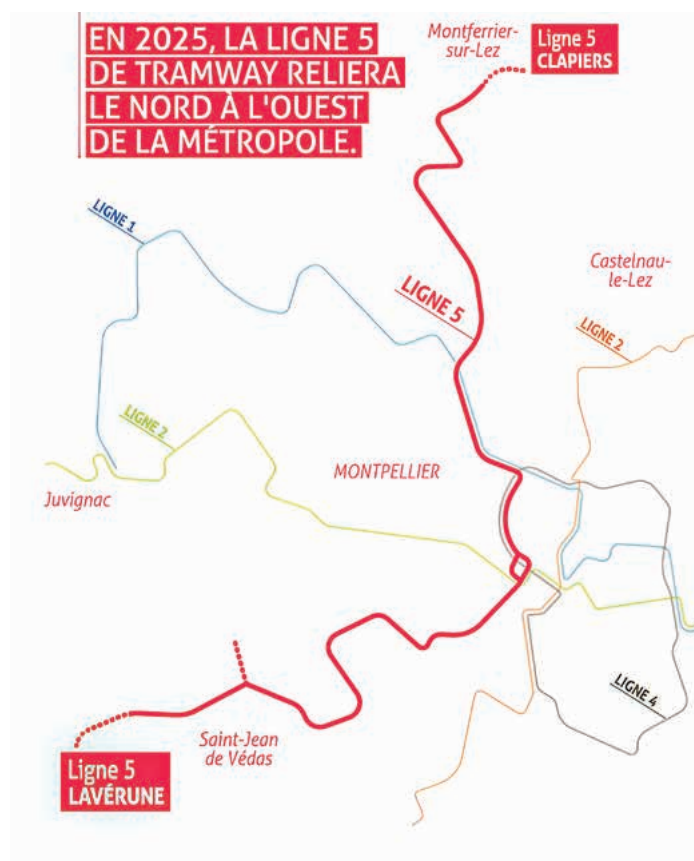 EN 2025, LA LIGNE 5
DE TRAMWAY RELIERA
LE NORD À L'OUEST
DE LA MÉTROPOLE.
Montferrier-
sur-Lez
Ligne 5
CLAPIERS
LIGNE 1
Castelnau-
le-Lez
LIGNE 5
LIGNE 2
LIGNE 2
MONTPELLIER
Juvignac
LIGNE 4
Saint-Jean
de Védas
Ligne 5
LAVÉRUNE